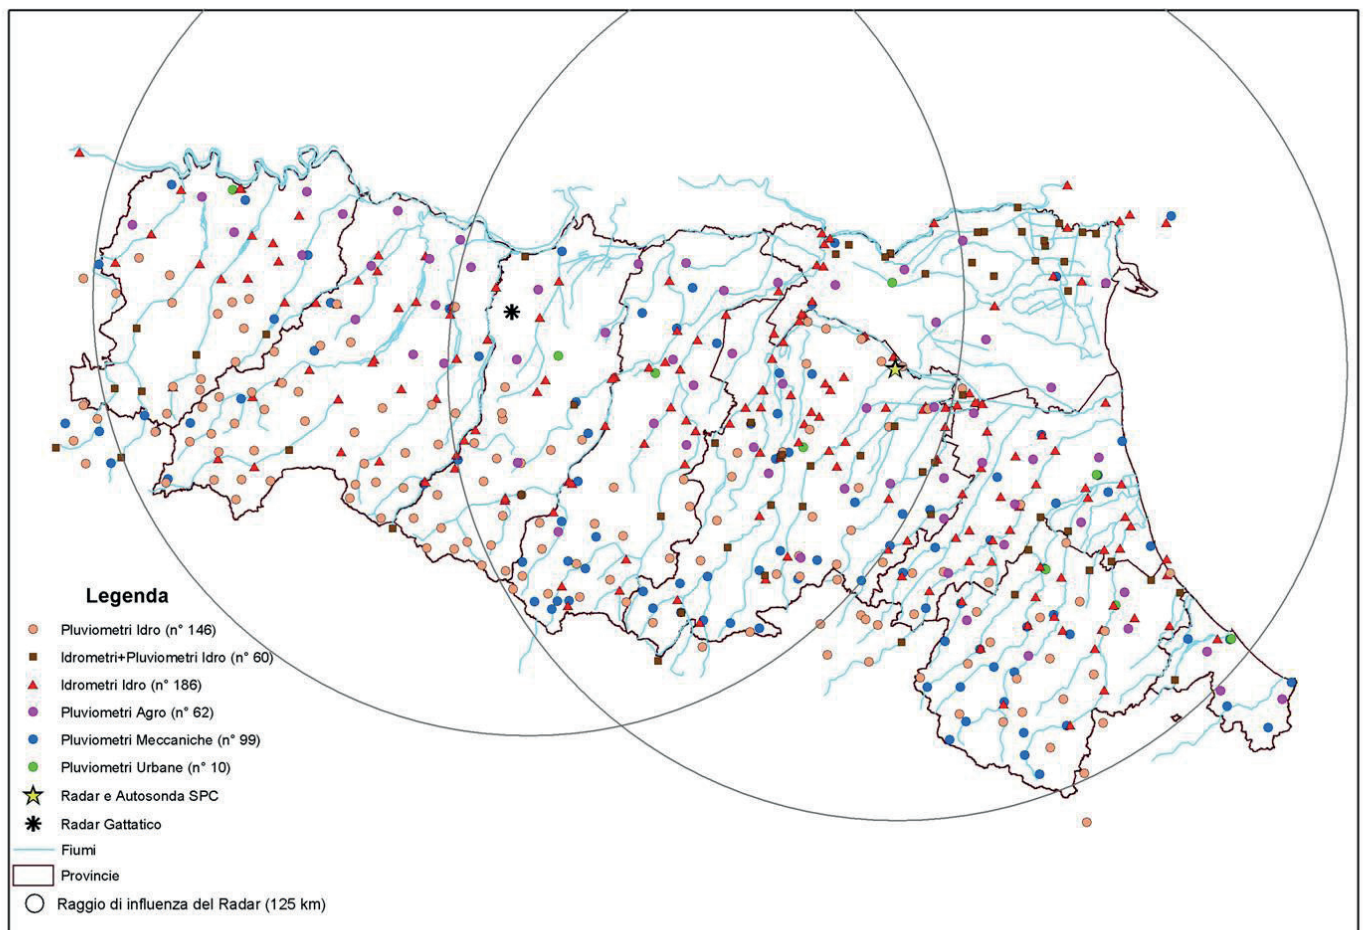 Legenda
Pluviometri Idro (n° 146)
Idrometri+Pluviometri Idro (n° 60)
Idrometri Idro (n° 186)
Pluviometri Agro (n° 62)
Pluviometri Meccaniche (n° 99)
Pluviometri Urbane (n° 10)
Radar e Autosonda SPC
Radar Gattatico
Fiumi
Provincie
Raggio di influenza del Radar (125 km)